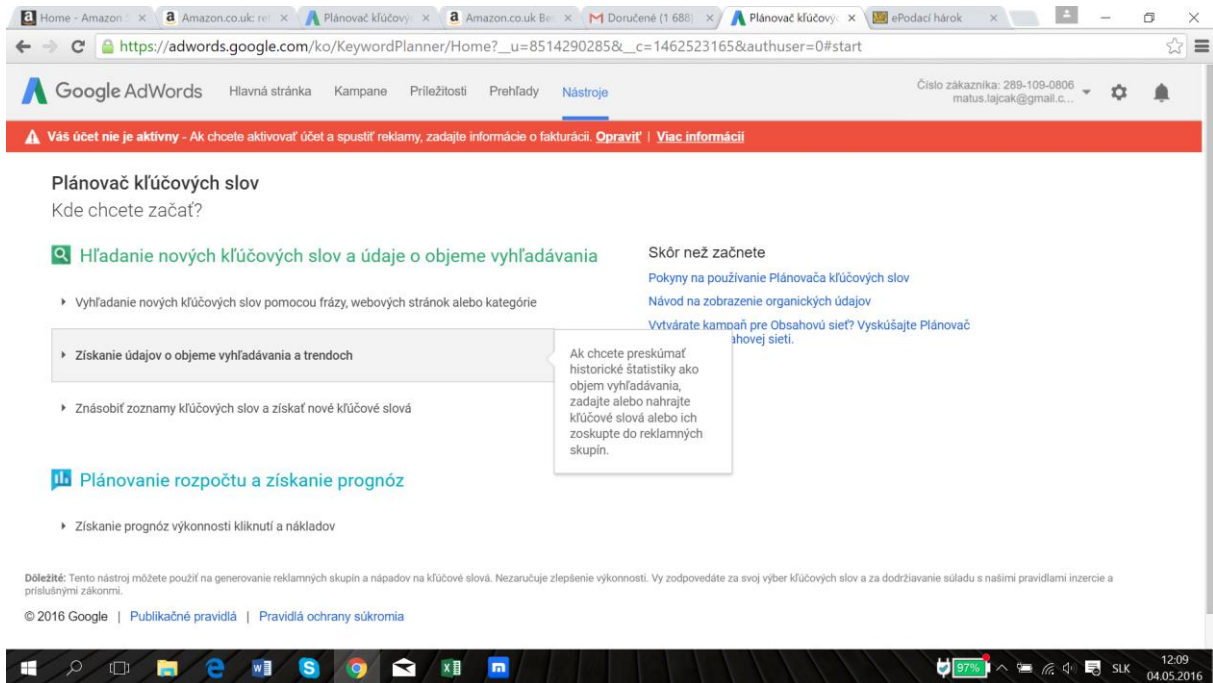 Home - Amazon S
Amazon.co.uk: rel
Plánovač kľúčový
Amazon.co.uk Be
Doručené (1 688)
Plánovač kľúčový
ePodací hárok
https://adwords.google.com/ko/KeywordPlanner/Home?__u=85142902858&__c=1462523165&authuser=0#start
Google AdWords
Hlavná stránka
Kampane
Príležitosti
Prehľady
Nástroje
Číslo zákazníka: 289-109-0806
matus.lajcak@gmail.c...
Váš účet nie je aktívny - Ak chcete aktivovať účet a spustiť reklamy, zadajte informácie o fakturácii. Opraviť | Viac informácií
Plánovač kľúčových slov
Kde chcete začať?
Hľadanie nových kľúčových slov a údaje o objeme vyhľadávania
Vyhľadanie nových kľúčových slov pomocou frázy, webových stránok alebo kategórie
Získanie údajov o objeme vyhľadávania a trendoch
Znásobiť zoznamy kľúčových slov a získať nové kľúčové slová
Plánovanie rozpočtu a získanie prognóz
Získanie prognóz výkonnosti kliknutí a nákladov
Skôr než začnete
Pokyny na používanie Plánovača kľúčových slov
Návod na zobrazenie organických údajov
Vytvárate kampaň pre Obsahovú sieť? Vyskúšajte Plánovač
ahovej sieti.
Ak chcete preskúmať
historické štatistiky ako
objem vyhľadávania,
zadajte alebo nahrajte
kľúčové slová alebo ich
zoskupte do reklamných
skupín.
Dôležité: Tento nástroj môžete použiť na generovanie reklamných skupín a nápadov na kľúčové slová. Nezaručuje zlepšenie výkonnosti. Vy zodpovedáte za svoj výber kľúčových slov a za dodržiavanie súladu s našimi pravidlami inzercie a
príslušnými zákonmi.
© 2016 Google | Publikačné pravidlá | Pravidlá ochrany súkromia
97%
SLK
12:09
04.05.2016